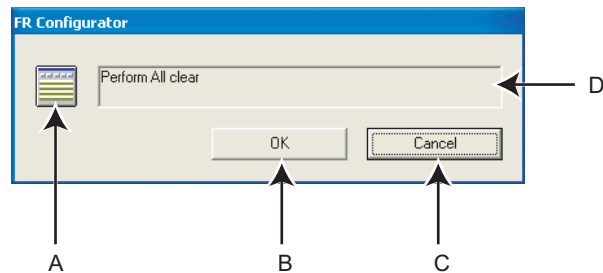 FR Configurator
Perform All clear
D
OK
Cancel
A
B
C